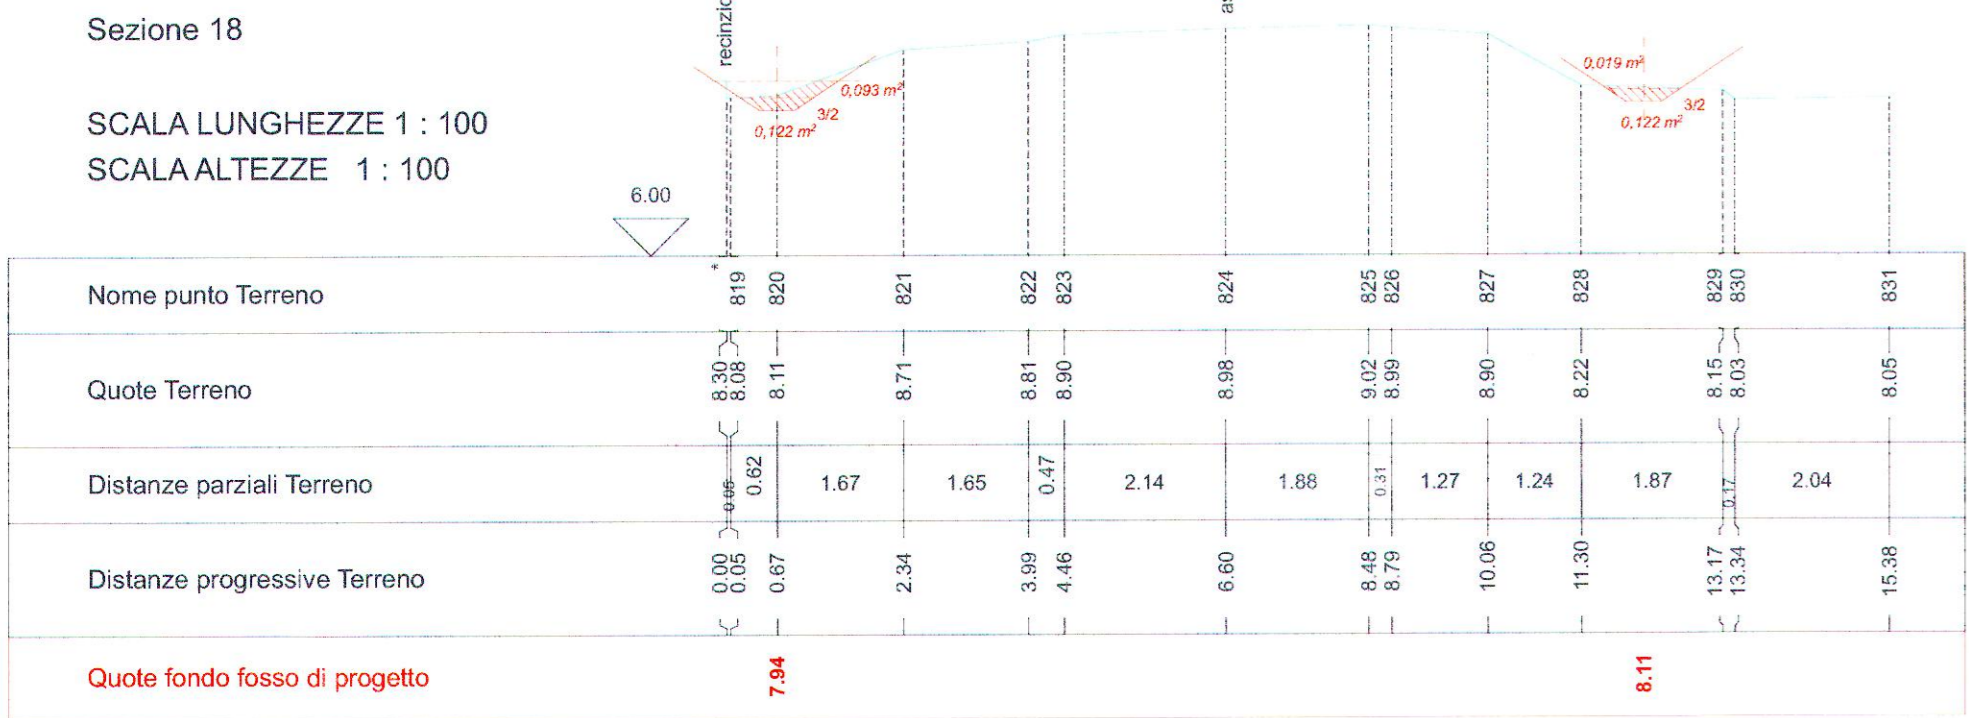 Sezione 18
SCALA LUNGHEZZE 1 : 100
SCALA ALTEZZE 1 : 100
6.00
0,093 m²
3/2
0,122 m²
0,019 m²
3/2
0,122 m²
Nome punto Terreno * 819 820 821 822 823 824 825 826 827 828 829 830 831
Quote Terreno 8.30 8.08 8.11 8.71 8.81 8.90 8.98 9.02 8.99 8.90 8.22 8.15 8.03 8.05
Distanze parziali Terreno 0.05 0.62 1.67 1.65 0.47 2.14 1.88 0.31 1.27 1.24 1.87 0.17 2.04
Distanze progressive Terreno 0.00 0.05 0.67 2.34 3.99 4.46 6.60 8.48 8.79 10.06 11.30 13.17 13.34 15.38
Quote fondo fosso di progetto 7.94 8.11